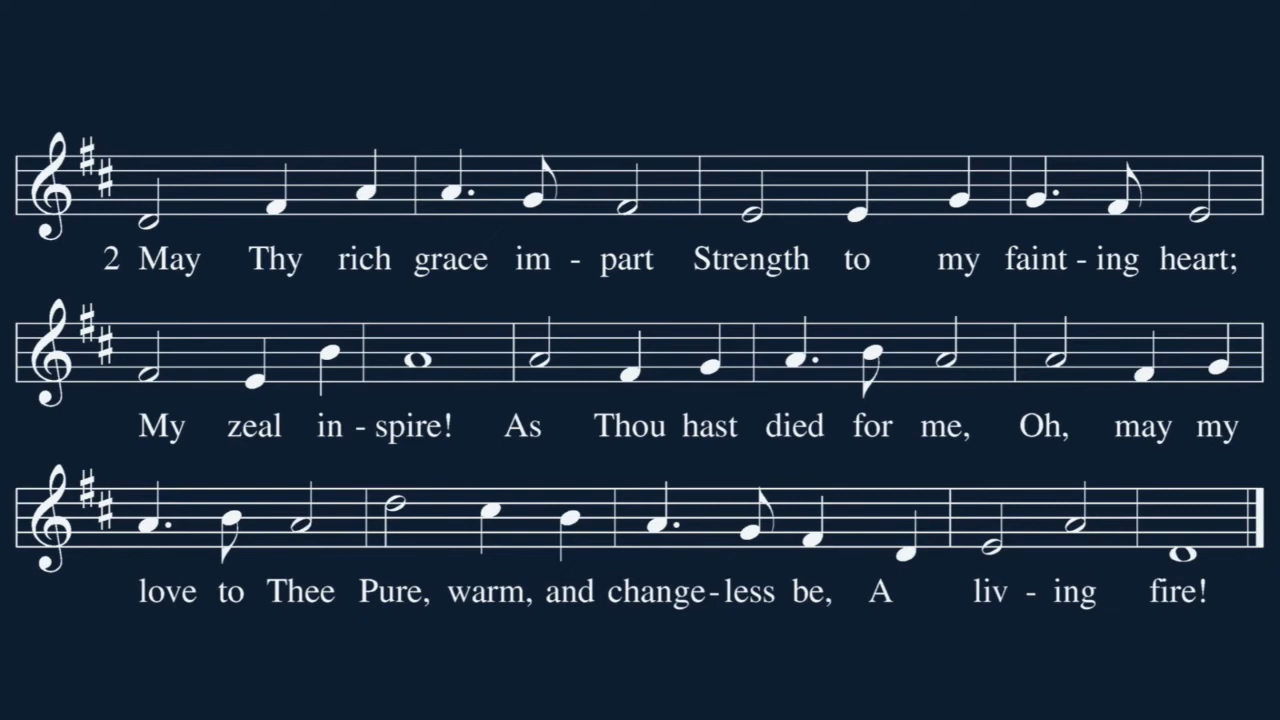 2 May Thy rich grace im - part Strength to my faint - ing heart;
My zeal in - spire! As Thou hast died for me, Oh, may my
love to Thee Pure, warm, and change - less be, A liv - ing fire!